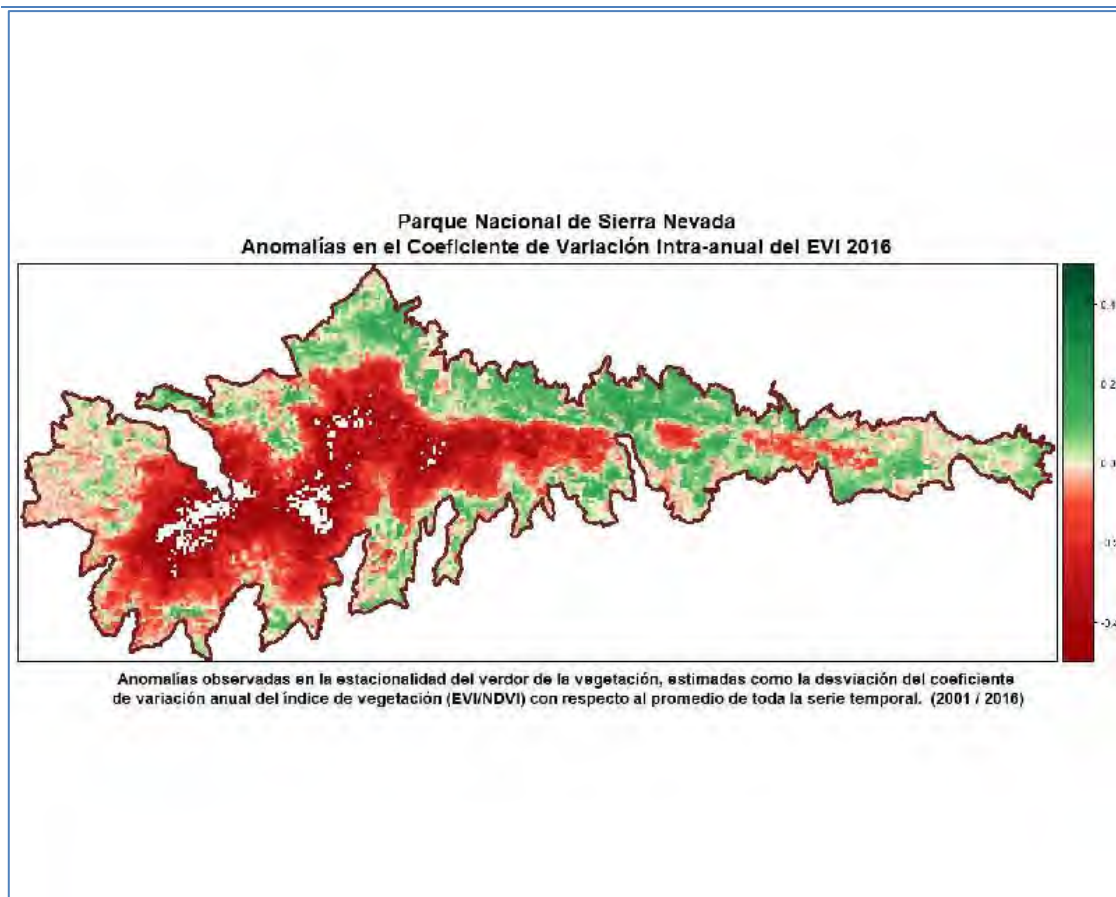 Parque Nacional de Sierra Nevada
Anomalías en el Coeficiente de Variación Intra-anual del EVI 2016
Anomalías observadas en la estacionalidad del verdor de la vegetación, estimadas como la desviación del coeficiente
de variación anual del índice de vegetación (EVI/NDVI) con respecto al promedio de toda la serie temporal. (2001 / 2016)